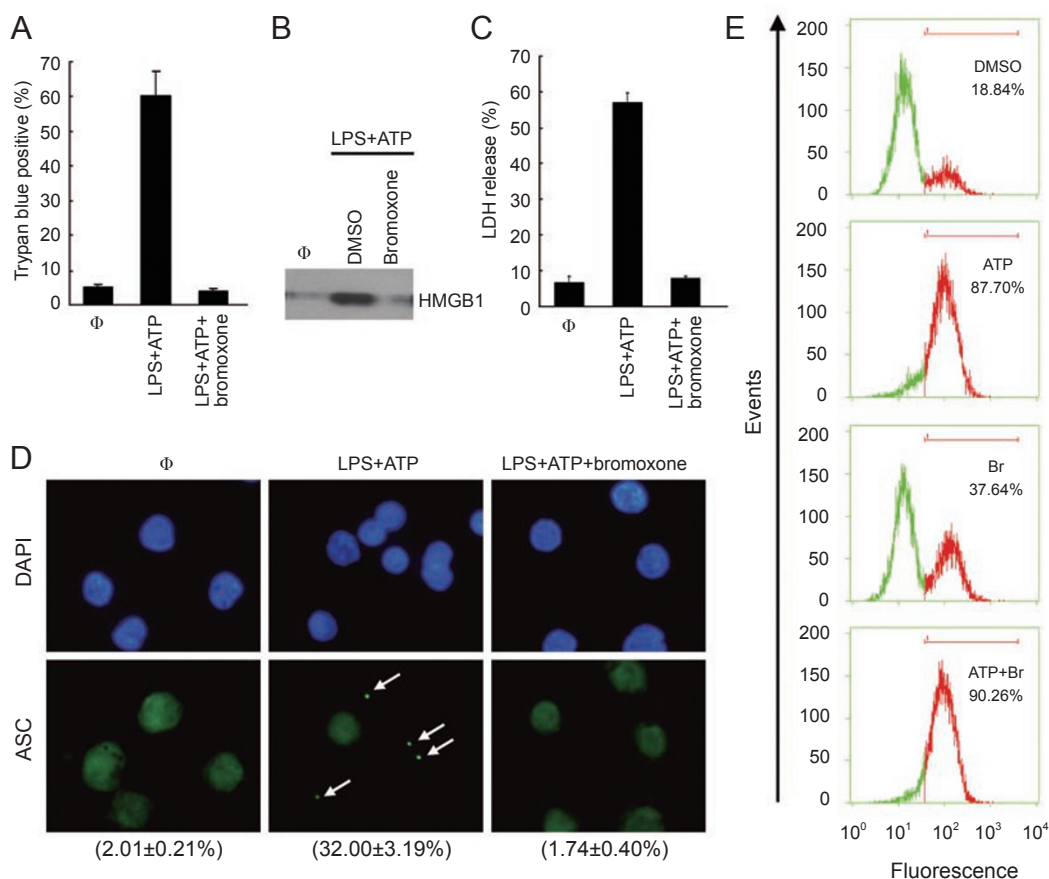 A
Trypan blue positive (%)
70
60
50
40
30
20
10
0
Φ
LPS+ATP
LPS+ATP+
bromoxone
B
LPS+ATP
Φ
DMSO
Bromoxone
HMGB1
C
LDH release (%)
70
60
50
40
30
20
10
0
Φ
LPS+ATP
LPS+ATP+
bromoxone
D
Φ
LPS+ATP
LPS+ATP+bromoxone
DAPI
ASC
(2.01±0.21%)
(32.00±3.19%)
(1.74±0.40%)
E
Events
200
150
100
50
0
DMSO
18.84%
200
150
100
50
0
ATP
87.70%
200
150
100
50
0
Br
37.64%
200
150
100
50
0
ATP+Br
90.26%
10⁰ 10¹ 10² 10³ 10⁴
Fluorescence